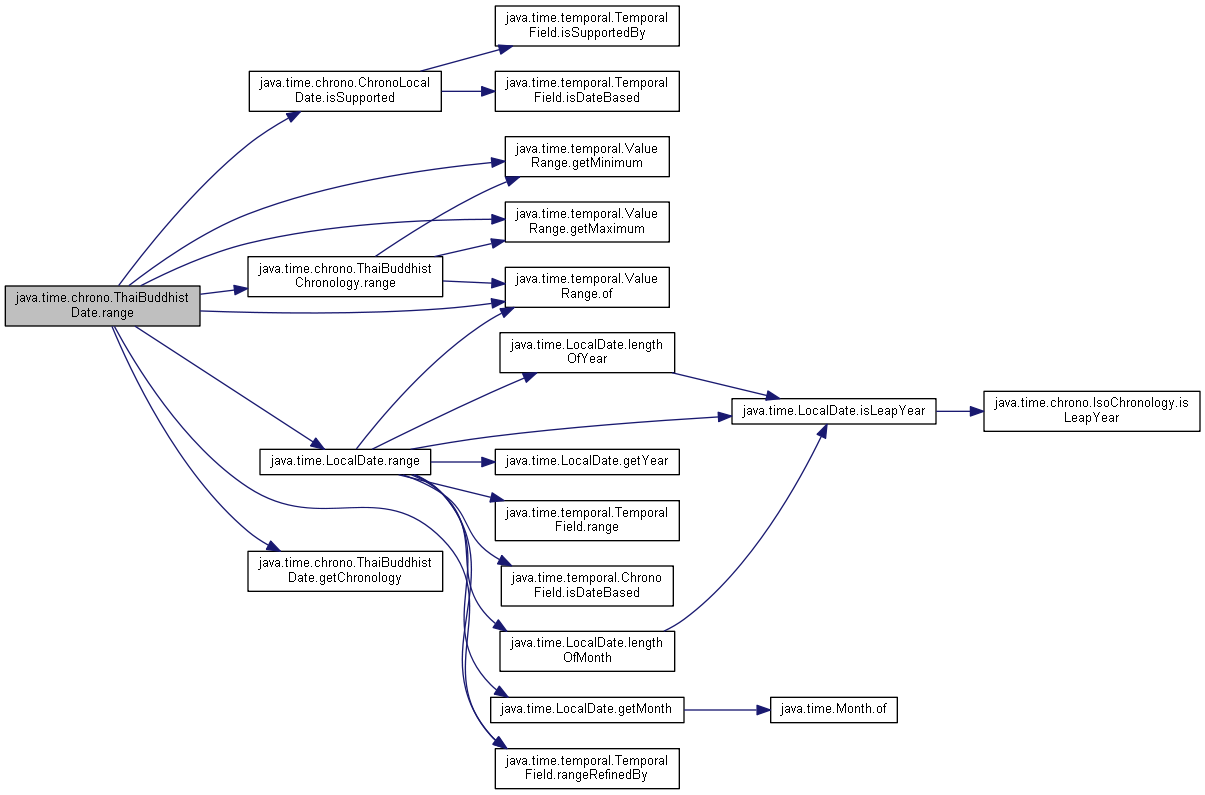 java.time.temporal.Temporal
Field.isSupportedBy
java.time.chrono.ChronoLocal
Date.isSupported
java.time.temporal.Temporal
Field.isDateBased
java.time.temporal.Value
Range.getMinimum
java.time.temporal.Value
Range.getMaximum
java.time.chrono.ThaiBuddhist
Chronology.range
java.time.temporal.Value
Range.of
java.time.chrono.ThaiBuddhist
Date.range
java.time.LocalDate.length
OfYear
java.time.LocalDate.isLeapYear
java.time.chrono.IsoChronology.is
LeapYear
java.time.LocalDate.range
java.time.LocalDate.getYear
java.time.temporal.Temporal
Field.range
java.time.chrono.ThaiBuddhist
Date.getChronology
java.time.temporal.Chrono
Field.isDateBased
java.time.LocalDate.length
OfMonth
java.time.LocalDate.getMonth
java.time.Month.of
java.time.temporal.Temporal
Field.rangeRefinedBy